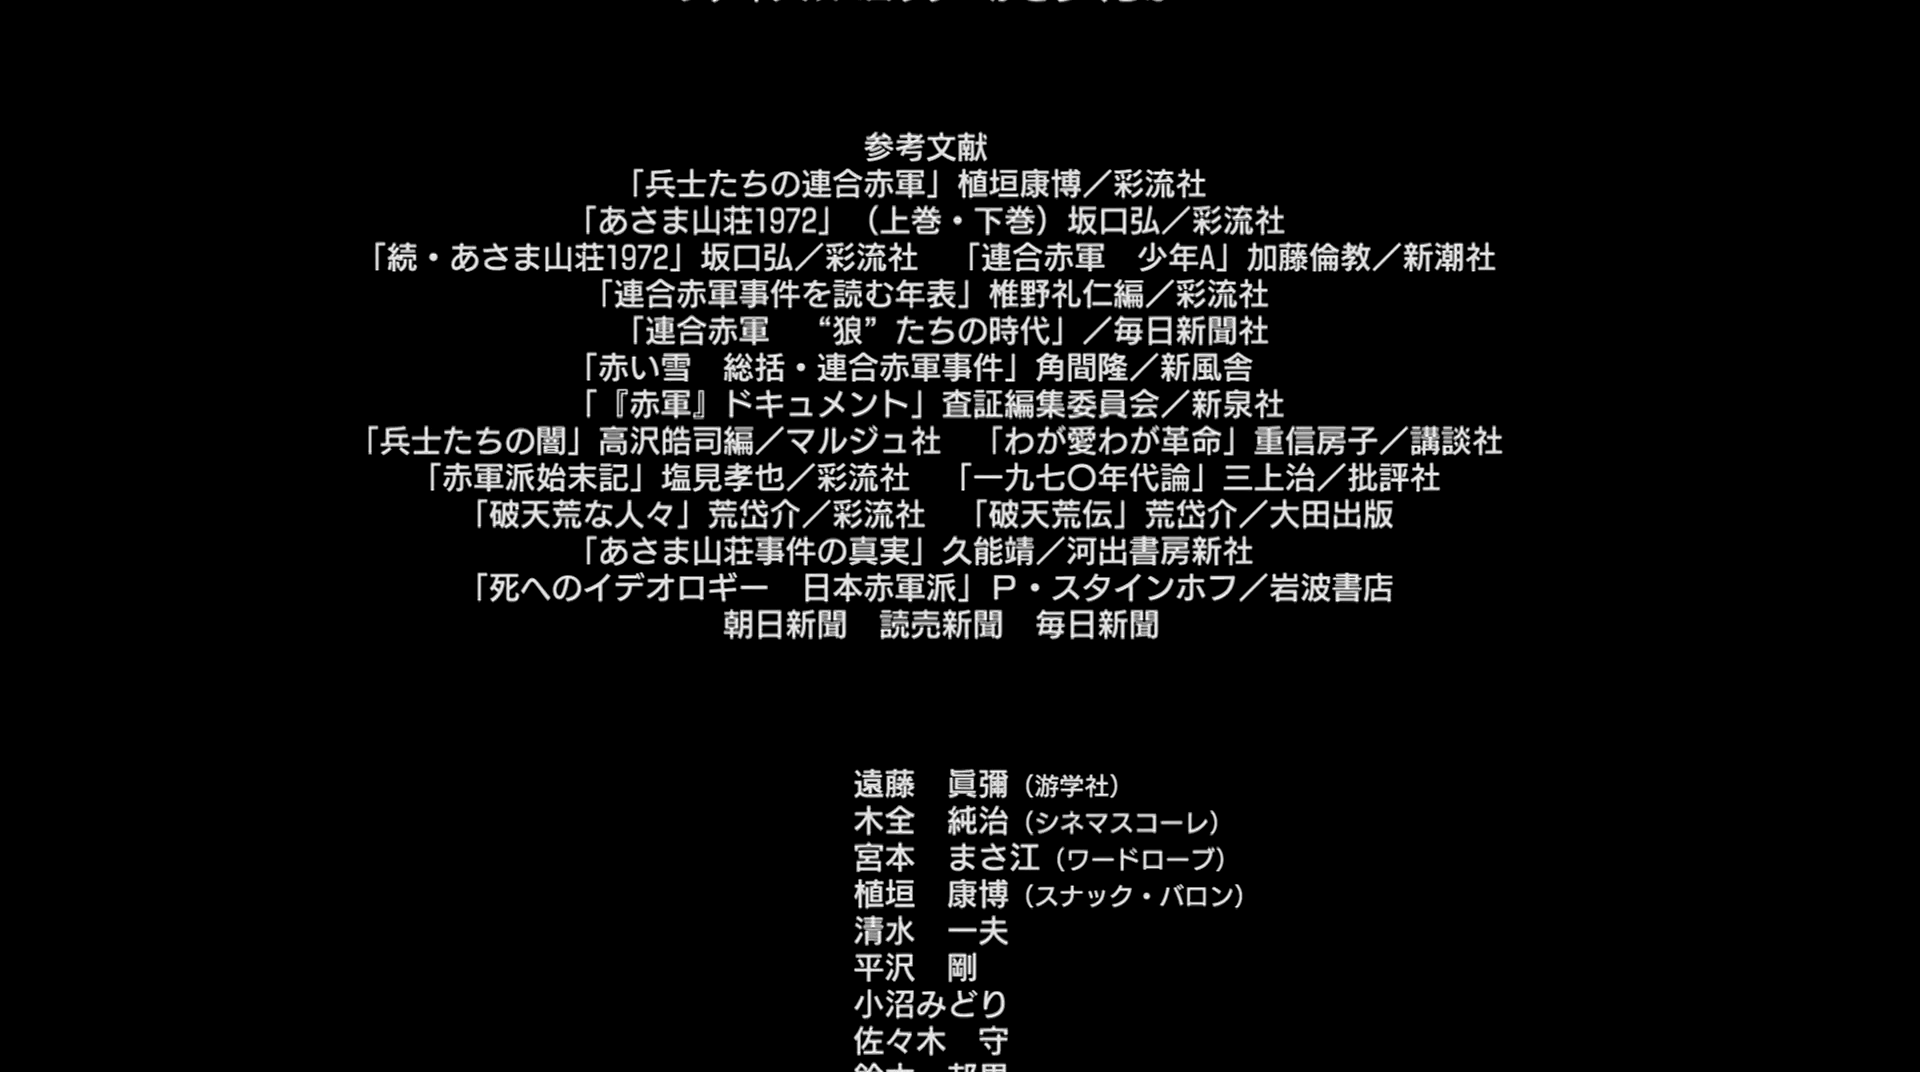 参考文献
「兵士たちの連合赤軍」植垣康博／彩流社
「あさま山荘1972」（上巻・下巻）坂口弘／彩流社
「続・あさま山荘1972」坂口弘／彩流社　「連合赤軍　少年A」加藤倫教／新潮社
「連合赤軍事件を読む年表」椎野礼仁編／彩流社
「連合赤軍　“狼”たちの時代」／毎日新聞社
「赤い雪　総括・連合赤軍事件」角間隆／新風舎
「『赤軍』ドキュメント」査証編集委員会／新泉社
「兵士たちの闇」高沢皓司編／マルジュ社　「わが愛わが革命」重信房子／講談社
「赤軍派始末記」塩見孝也／彩流社　「一九七〇年代論」三上治／批評社
「破天荒な人々」荒岱介／彩流社　「破天荒伝」荒岱介／大田出版
「あさま山荘事件の真実」久能靖／河出書房新社
「死へのイデオロギー　日本赤軍派」Ｐ・スタインホフ／岩波書店
朝日新聞　読売新聞　毎日新聞
遠藤　眞彌（游学社）
木全　純治（シネマスコーレ）
宮本　まさ江（ワードローブ）
植垣　康博（スナック・バロン）
清水　一夫
平沢　剛
小沼みどり
佐々木　守